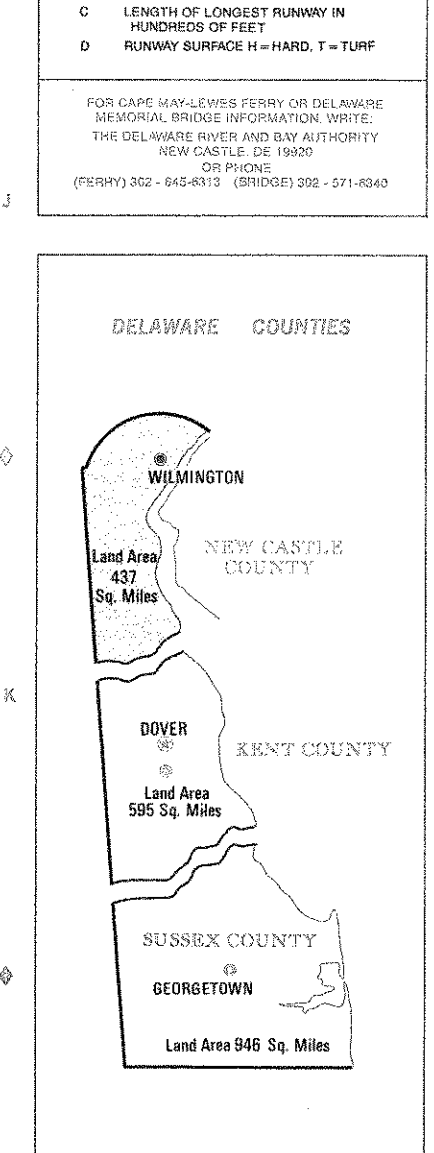 C LENGTH OF LONGEST RUNWAY IN
HUNDREDS OF FEET
D RUNWAY SURFACE H = HARD, T = TURF
FOR CAPE MAY-LEWES FERRY OR DELAWARE
MEMORIAL BRIDGE INFORMATION, WRITE:
THE DELAWARE RIVER AND BAY AUTHORITY
NEW CASTLE, DE 19920
OR PHONE
(FERRY) 302 - 645-6313 (BRIDGE) 302 - 571-6340
J
DELAWARE COUNTIES
WILMINGTON
NEW CASTLE
COUNTY
Land Area
437
Sq. Miles
K
DOVER
KENT COUNTY
Land Area
595 Sq. Miles
SUSSEX COUNTY
GEORGETOWN
Land Area 946 Sq. Miles